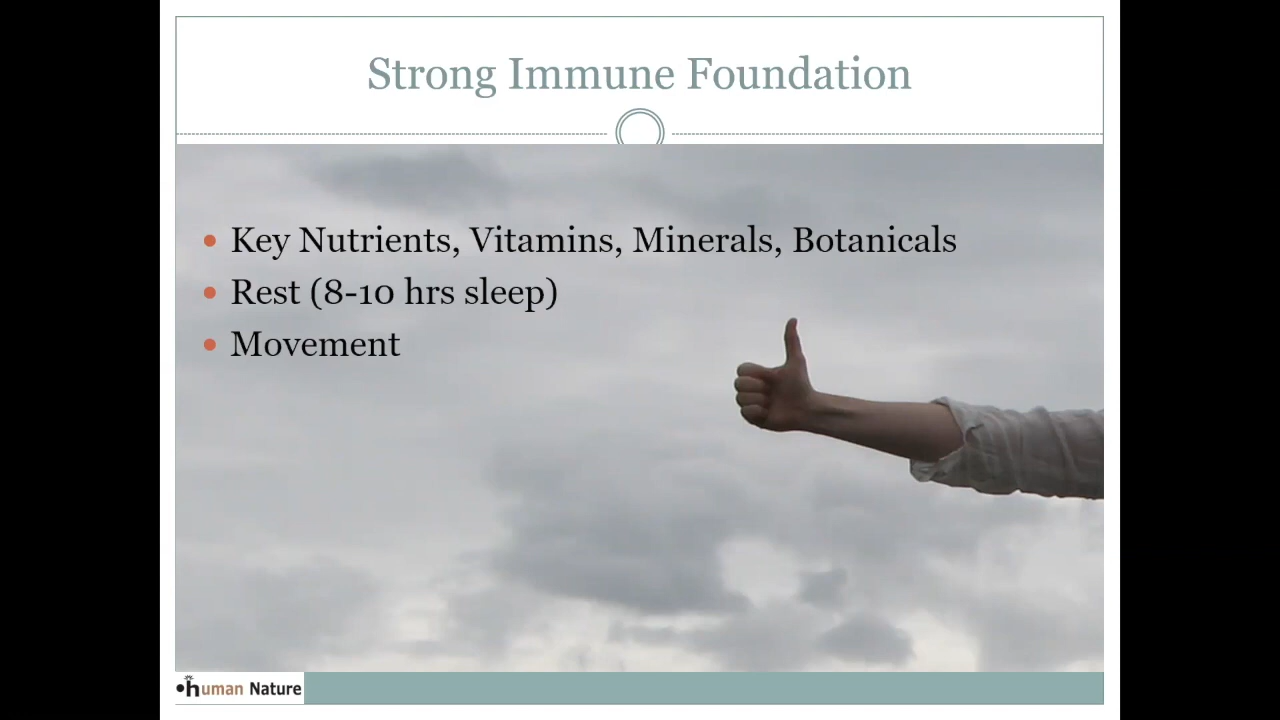 Strong Immune Foundation
• Key Nutrients, Vitamins, Minerals, Botanicals
• Rest (8-10 hrs sleep)
• Movement
human Nature